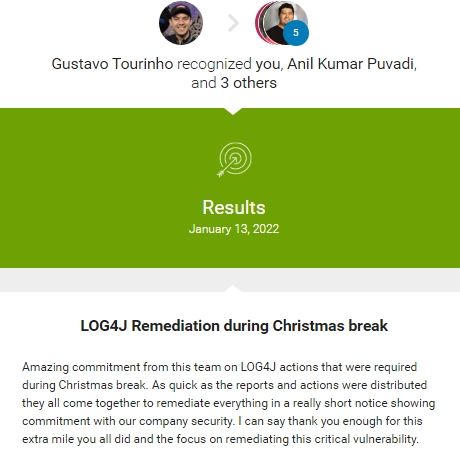 5
Gustavo Tourinho recognized you, Anil Kumar Puvadi,
and 3 others
Results
January 13, 2022
LOG4J Remediation during Christmas break
Amazing commitment from this team on LOG4J actions that were required
during Christmas break. As quick as the reports and actions were distributed
they all come together to remediate everything in a really short notice showing
commitment with our company security. I can say thank you enough for this
extra mile you all did and the focus on remediating this critical vulnerability.